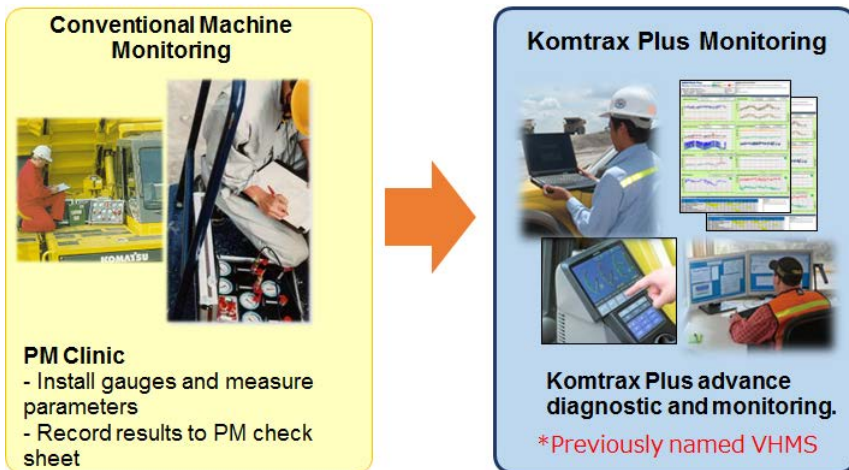 Conventional Machine
Monitoring
KOMATSU
PM Clinic
- Install gauges and measure
parameters
- Record results to PM check
sheet
Komtrax Plus Monitoring
Komtrax Plus advance
diagnostic and monitoring.
*Previously named VHMS